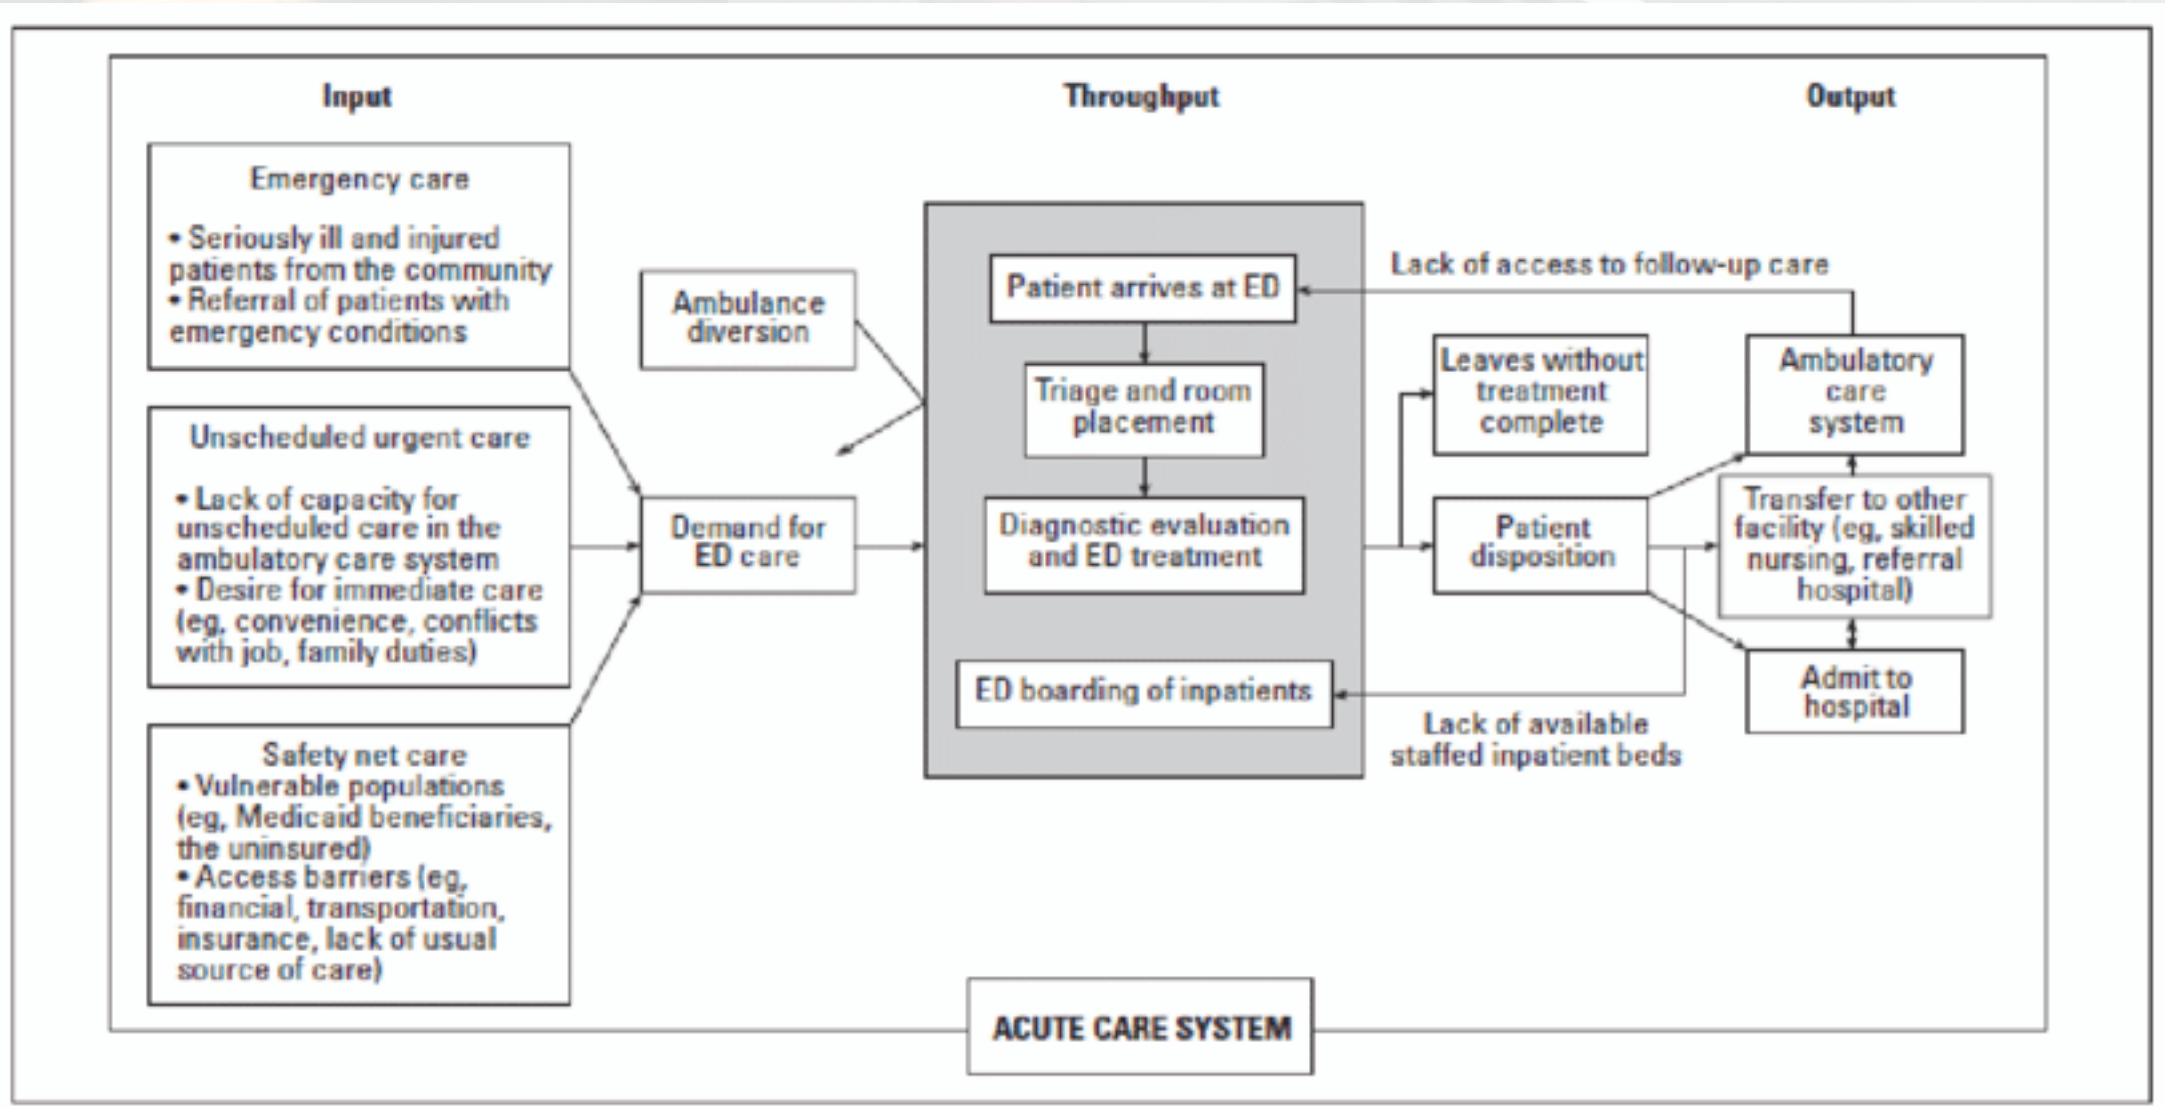 Input
Throughput
Output
Emergency care
• Seriously ill and injured
patients from the community
• Referral of patients with
emergency conditions
Unscheduled urgent care
• Lack of capacity for
unscheduled care in the
ambulatory care system
• Desire for immediate care
(eg, convenience, conflicts
with job, family duties)
Safety net care
• Vulnerable populations
(eg, Medicaid beneficiaries,
the uninsured)
• Access barriers (eg,
financial, transportation,
insurance, lack of usual
source of care)
Ambulance
diversion
Demand for
ED care
Patient arrives at ED
Triage and room
placement
Diagnostic evaluation
and ED treatment
ED boarding of inpatients
Lack of access to follow-up care
Leaves without
treatment
complete
Patient
disposition
Lack of available
staffed inpatient beds
Ambulatory
care
system
Transfer to other
facility (eg, skilled
nursing, referral
hospital)
Admit to
hospital
ACUTE CARE SYSTEM